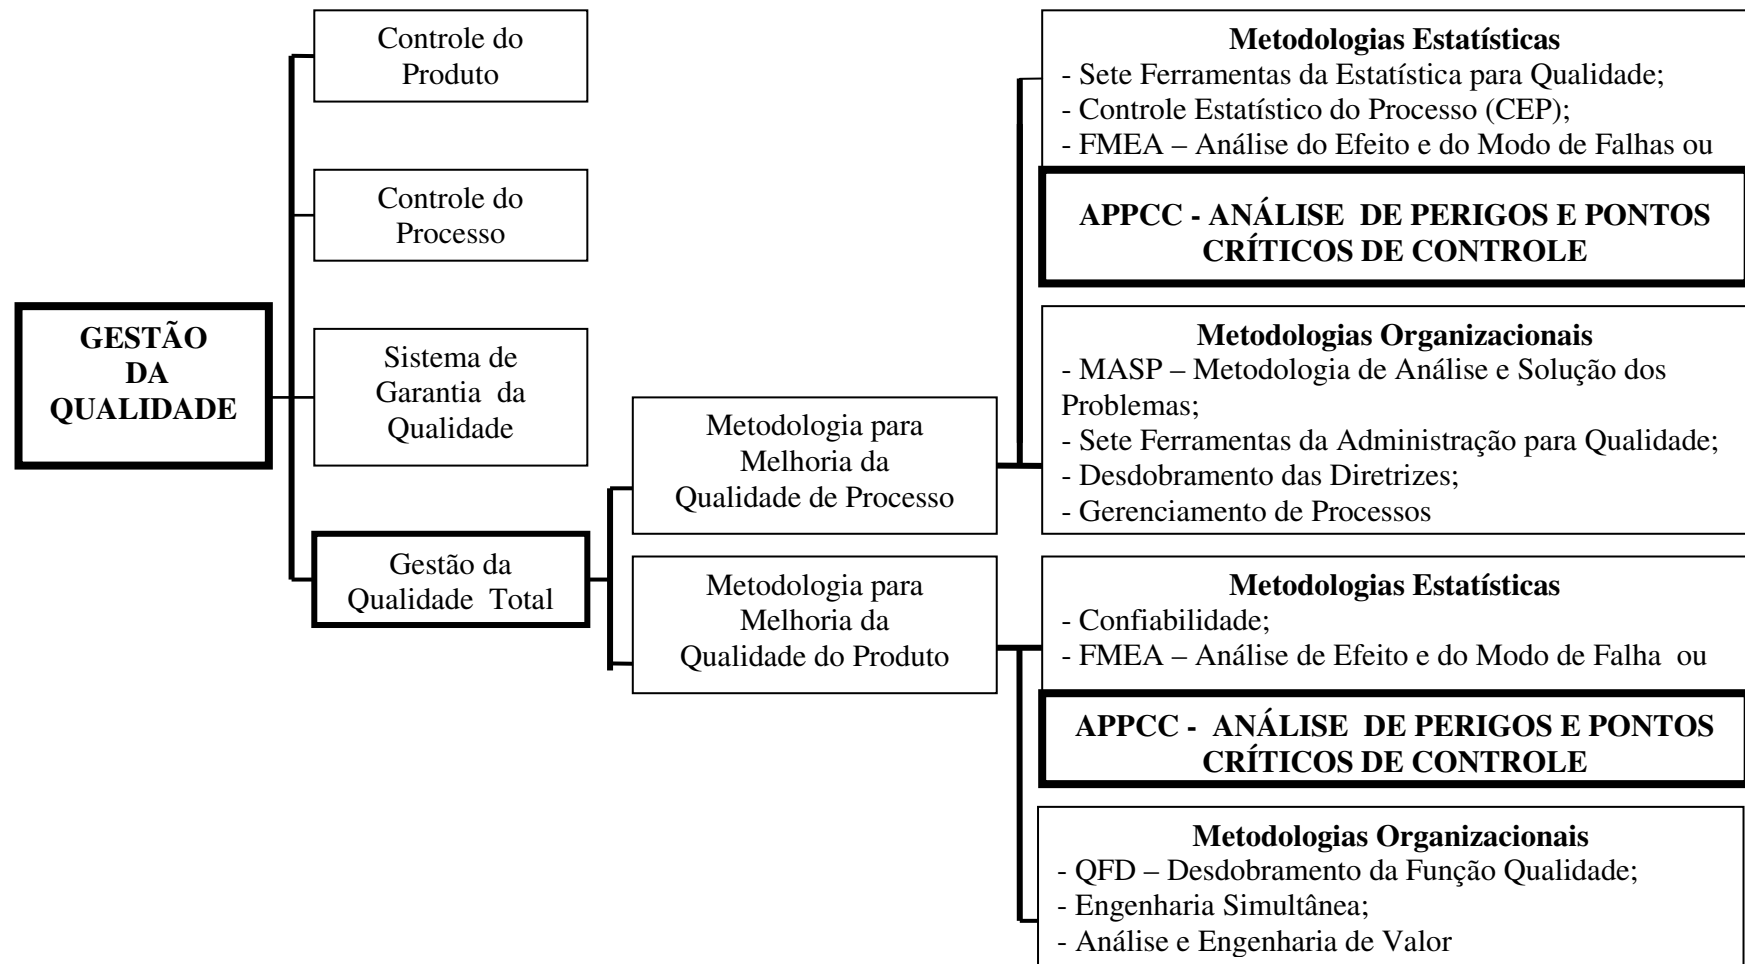 GESTÃO
DA
QUALIDADE
Controle do
Produto
Controle do
Processo
Sistema de
Garantia da
Qualidade
Gestão da
Qualidade Total
Metodologia para
Melhoria da
Qualidade de Processo
Metodologia para
Melhoria da
Qualidade do Produto
Metodologias Estatísticas
- Sete Ferramentas da Estatística para Qualidade;
- Controle Estatístico do Processo (CEP);
- FMEA – Análise do Efeito e do Modo de Falhas ou
APPCC - ANÁLISE DE PERIGOS E PONTOS
CRÍTICOS DE CONTROLE
Metodologias Organizacionais
- MASP – Metodologia de Análise e Solução dos
Problemas;
- Sete Ferramentas da Administração para Qualidade;
- Desdobramento das Diretrizes;
- Gerenciamento de Processos
Metodologias Estatísticas
- Confiabilidade;
- FMEA – Análise de Efeito e do Modo de Falha ou
APPCC - ANÁLISE DE PERIGOS E PONTOS
CRÍTICOS DE CONTROLE
Metodologias Organizacionais
- QFD – Desdobramento da Função Qualidade;
- Engenharia Simultânea;
- Análise e Engenharia de Valor